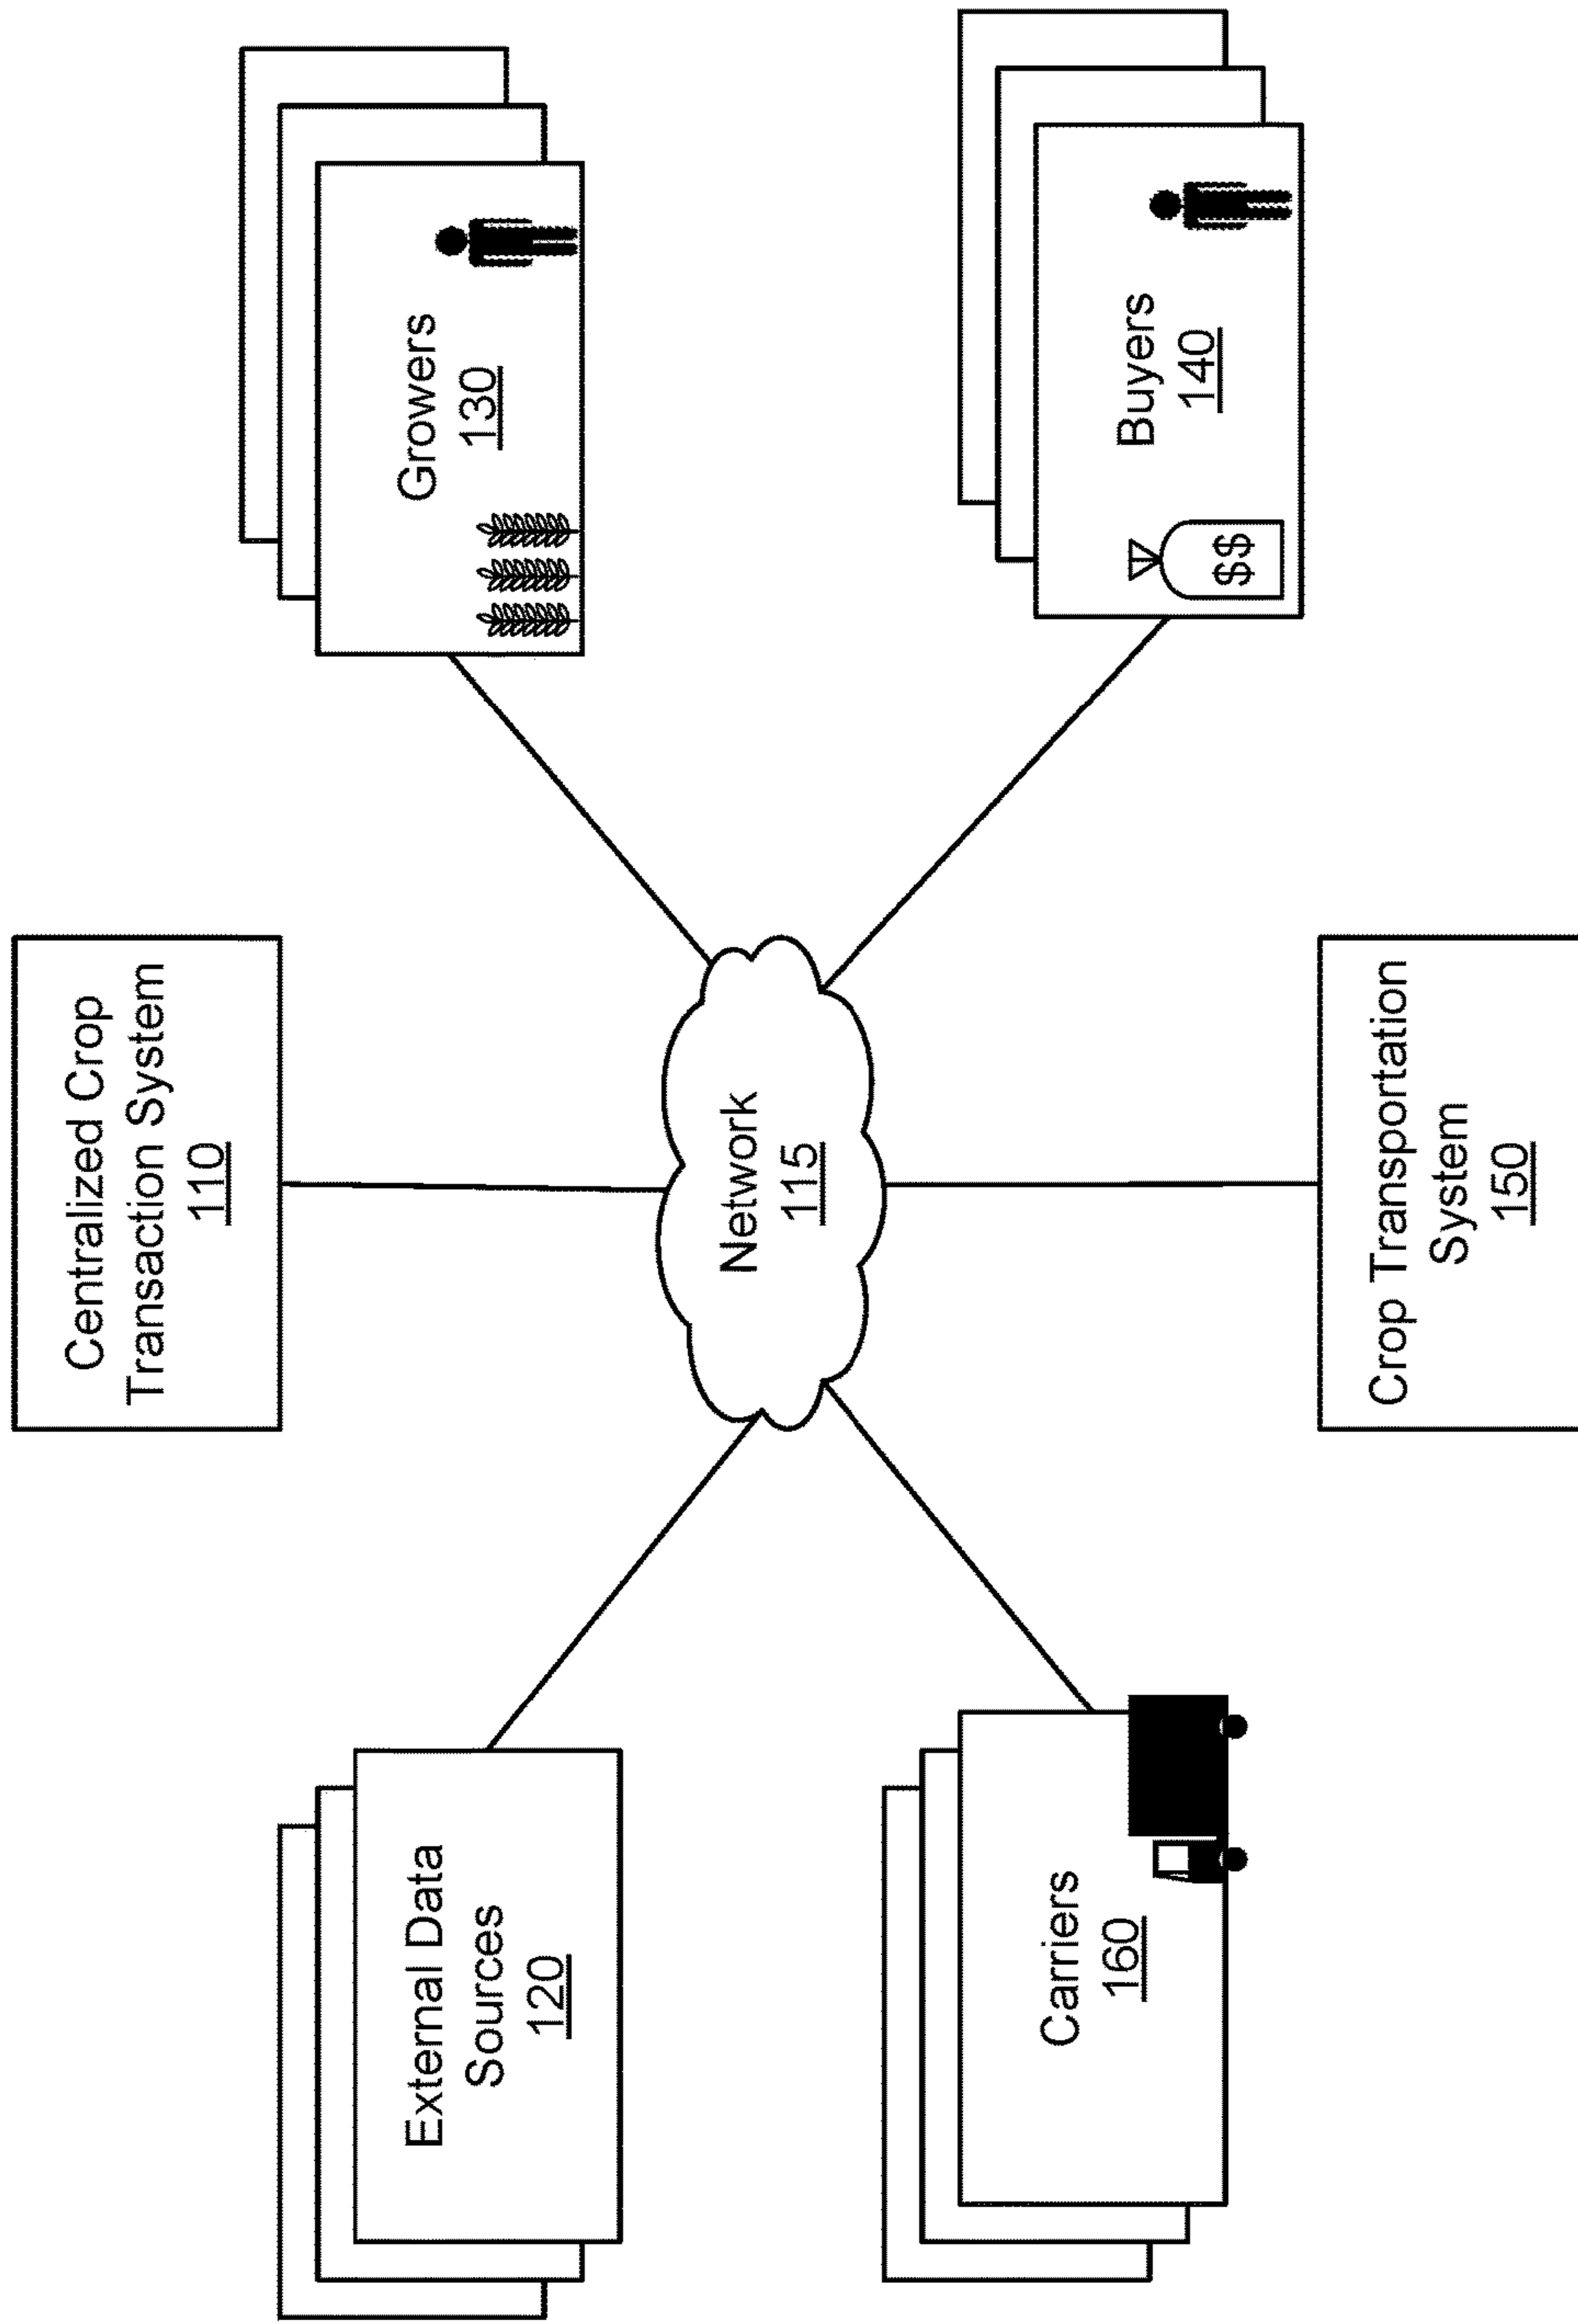 Centralized Crop
Transaction System
110
External Data
Sources
120
Growers
130
Network
115
Carriers
160
Buyers
140
$$
Crop Transportation
System
150